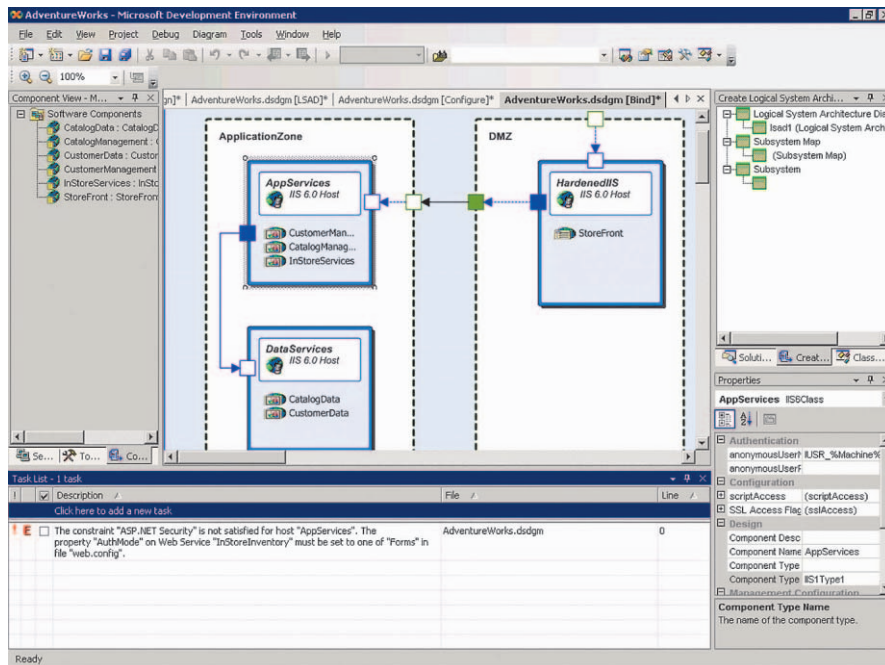 AdventureWorks - Microsoft Development Environment
File Edit View Project Debug Diagram Tools Window Help
100%
Component View - M...
gn]* AdventureWorks.dsdgm [LSAD]* AdventureWorks.dsdgm [Configure]* AdventureWorks.dsdgm [Bind]*
Create Logical System Archi...
Software Components
CatalogData : CatalogD
CatalogManagement : C
CustomerData : Custor
CustomerManagement
InStoreServices : InStc
StoreFront : StoreFron
ApplicationZone
AppServices
IIS 6.0 Host
CustomerMan...
CatalogManag...
InStoreServices
DataServices
IIS 6.0 Host
CatalogData
CustomerData
DMZ
HardenedIIS
IIS 6.0 Host
StoreFront
Logical System Architecture Dia
lsad1 (Logical System Arch
Subsystem Map
(Subsystem Map)
Subsystem
Soluti... Creat... Class...
Properties
AppServices IIS6Class
Authentication
anonymousUserN IUSR_%Machine%
anonymousUserF
Configuration
scriptAccess (scriptAccess)
SSL Access Flag (sslAccess)
Design
Component Desc
Component Name AppServices
Component Type
Component Type IIS1Type1
Management Configuration
Component Type Name
The name of the component type.
Se... To... Co...
Task List - 1 task
! Description File Line
Click here to add a new task
! E The constraint "ASP.NET Security" is not satisfied for host "AppServices". The AdventureWorks.dsdgm 0
property "AuthMode" on Web Service "InStoreInventory" must be set to one of "Forms" in
file "web.config".
Ready